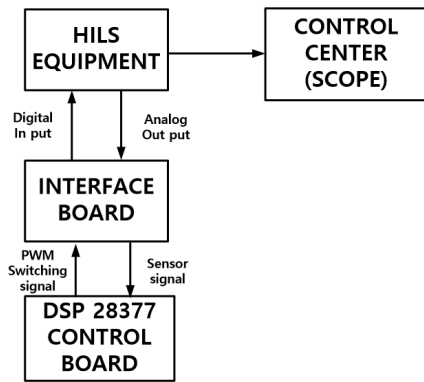 HILS
EQUIPMENT
CONTROL
CENTER
(SCOPE)
Digital
In put
Analog
Out put
INTERFACE
BOARD
PWM
Switching
signal
Sensor
signal
DSP 28377
CONTROL
BOARD